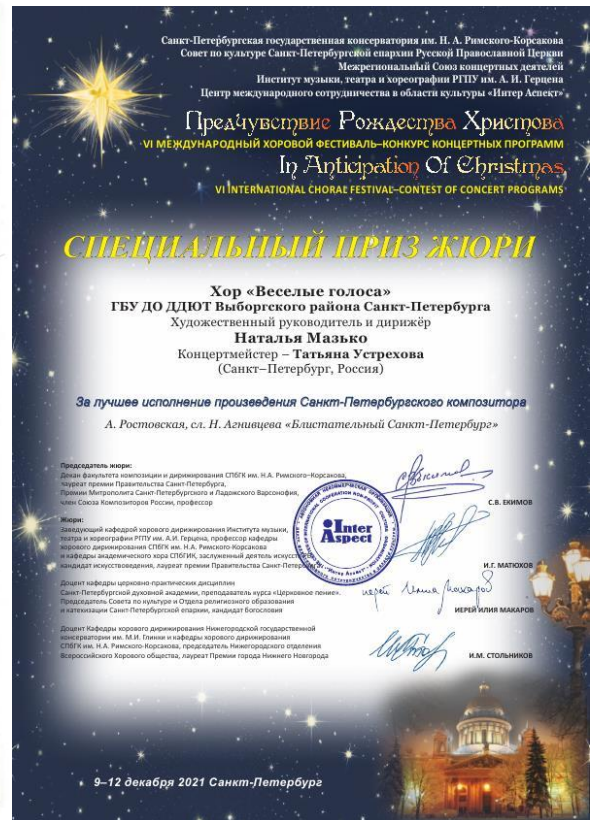 Санкт-Петербургская государственная консерватория им. Н. А. Римского-Корсакова
Совет по культуре Санкт-Петербургской епархии Русской Православной Церкви
Межрегиональный Союз концертных деятелей
Институт музыки, театра и хореографии РГПУ им. А. И. Герцена
Центр международного сотрудничества в области культуры «Интер Аспект»
Предчувствие Рождества Христова
VI МЕЖДУНАРОДНЫЙ ХОРОВОЙ ФЕСТИВАЛЬ–КОНКУРС КОНЦЕРТНЫХ ПРОГРАММ
In Anticipation Of Christmas
VI INTERNATIONAL CHORAL FESTIVAL–CONTEST OF CONCERT PROGRAMS
СПЕЦИАЛЬНЫЙ ПРИЗ ЖЮРИ
Хор «Веселые голоса»
ГБУ ДО ДДЮТ Выборгского района Санкт-Петербурга
Художественный руководитель и дирижёр
Наталья Мазько
Концертмейстер – Татьяна Устрехова
(Санкт–Петербург, Россия)
За лучшее исполнение произведения Санкт-Петербургского композитора
А. Ростовская, сл. Н. Агнивцева «Блистательный Санкт-Петербург»
Председатель жюри:
Декан факультета композиции и дирижирования СПБГК им. Н.А. Римского–Корсакова,
лауреат премии Правительства Санкт-Петербурга,
Премии Митрополита Санкт-Петербургского и Ладожского Варсонофия,
член Союза Композиторов России, профессор
С.В. ЕКИМОВ
Жюри:
Заведующий кафедрой хорового дирижирования Института музыки,
театра и хореографии РГПУ им. А.И. Герцена, профессор кафедры
хорового дирижирования СПБГК им. Н.А. Римского-Корсакова
и кафедры академического хора СПБГИК, заслуженный деятель
кандидат искусствоведения, лауреат премии Правительства
И.Г. МАТЮХОВ
Inter
Aspect
Доцент кафедры церковно-практических дисциплин
Санкт-Петербургской духовной академии, преподаватель «курса «Церковное пение».
Председатель Совета по культуре и Отдела религиозного образования
и катехизации Санкт-Петербургской епархии, кандидат богословия
иерей Илия Макаров
ИЕРЕЙ ИЛИЯ МАКАРОВ
Доцент Кафедры хорового дирижирования Нижегородской государственной
консерватории им. М.И. Глинки и кафедры хорового дирижирования
СПБГК им. Н.А. Римского-Корсакова, председатель Нижегородского отделения
Всероссийского Хорового общества, лауреат Премии города Нижнего Новгорода
И.М. СТОЛЬНИКОВ
9–12 декабря 2021 Санкт-Петербург